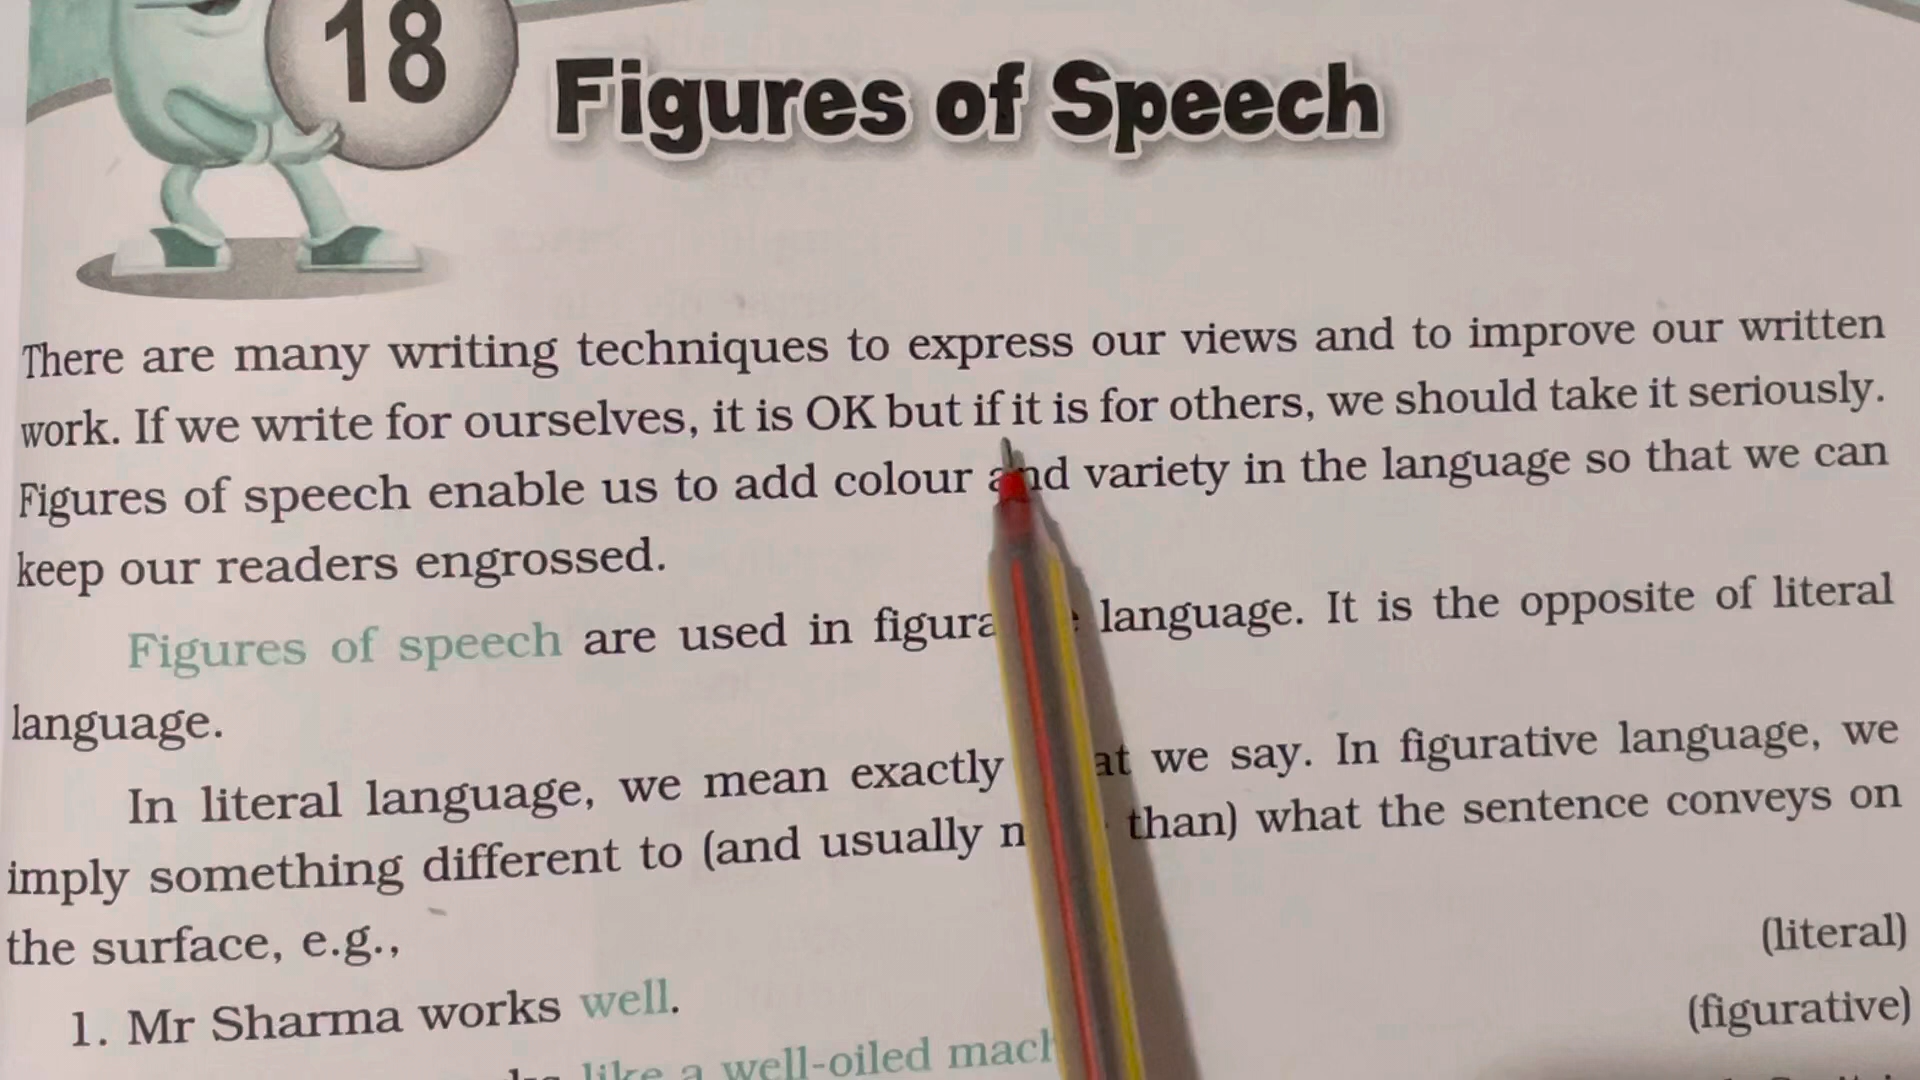 18
Figures of Speech
There are many writing techniques to express our views and to improve our written
work. If we write for ourselves, it is OK but if it is for others, we should take it seriously.
Figures of speech enable us to add colour and variety in the language so that we can
keep our readers engrossed.
Figures of speech are used in language. It is the opposite of literal
language.
In literal language, we mean exactly we say. In figurative language, we
imply something different to (and usually than) what the sentence conveys on
the surface, e.g.,
(literal)
1. Mr Sharma works well.
(figurative)
like a well-oiled